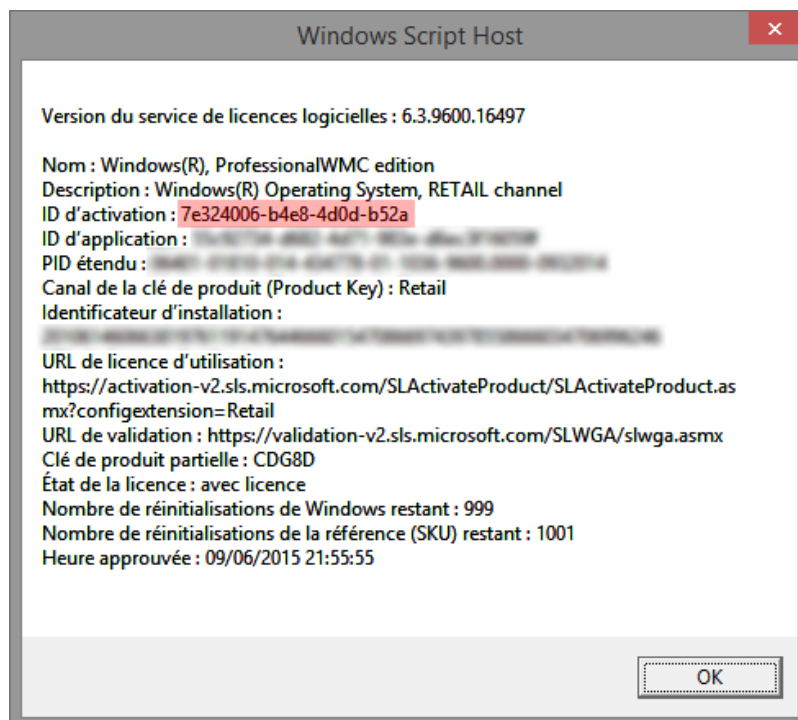 Windows Script Host
Version du service de licences logicielles : 6.3.9600.16497
Nom : Windows(R), ProfessionalWMC edition
Description : Windows(R) Operating System, RETAIL channel
ID d'activation : 7e324006-b4e8-4d0d-b52a
ID d'application :
PID étendu :
Canal de la clé de produit (Product Key) : Retail
Identificateur d'installation :
URL de licence d'utilisation :
https://activation-v2.sls.microsoft.com/SLActivateProduct/SLActivateProduct.as
mx?configextension=Retail
URL de validation : https://validation-v2.sls.microsoft.com/SLWGA/slwga.asmx
Clé de produit partielle : CDG8D
État de la licence : avec licence
Nombre de réinitialisations de Windows restant : 999
Nombre de réinitialisations de la référence (SKU) restant : 1001
Heure approuvée : 09/06/2015 21:55:55
OK